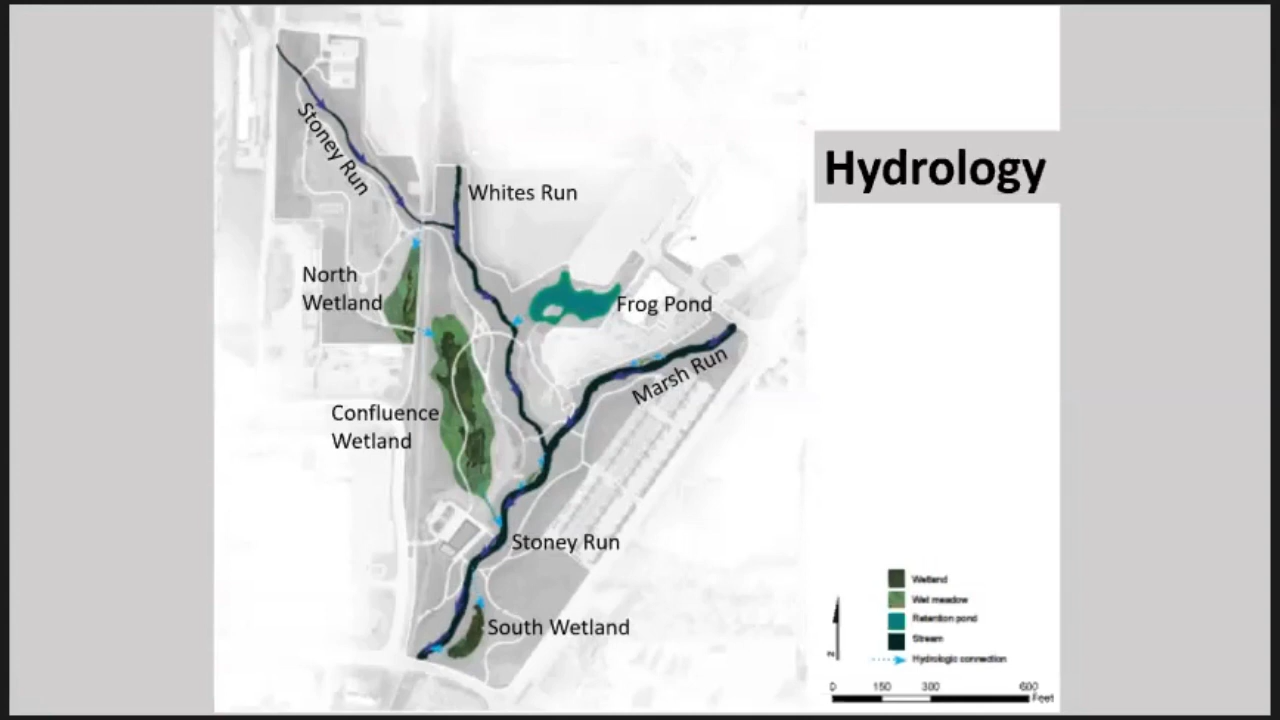 Hydrology
Stoney Run
Whites Run
North
Wetland
Frog Pond
Marsh Run
Confluence
Wetland
Stoney Run
South Wetland
Wetland
Wet meadow
Retention pond
Stream
Hydrologic connection
N
0 150 300 600
Feet